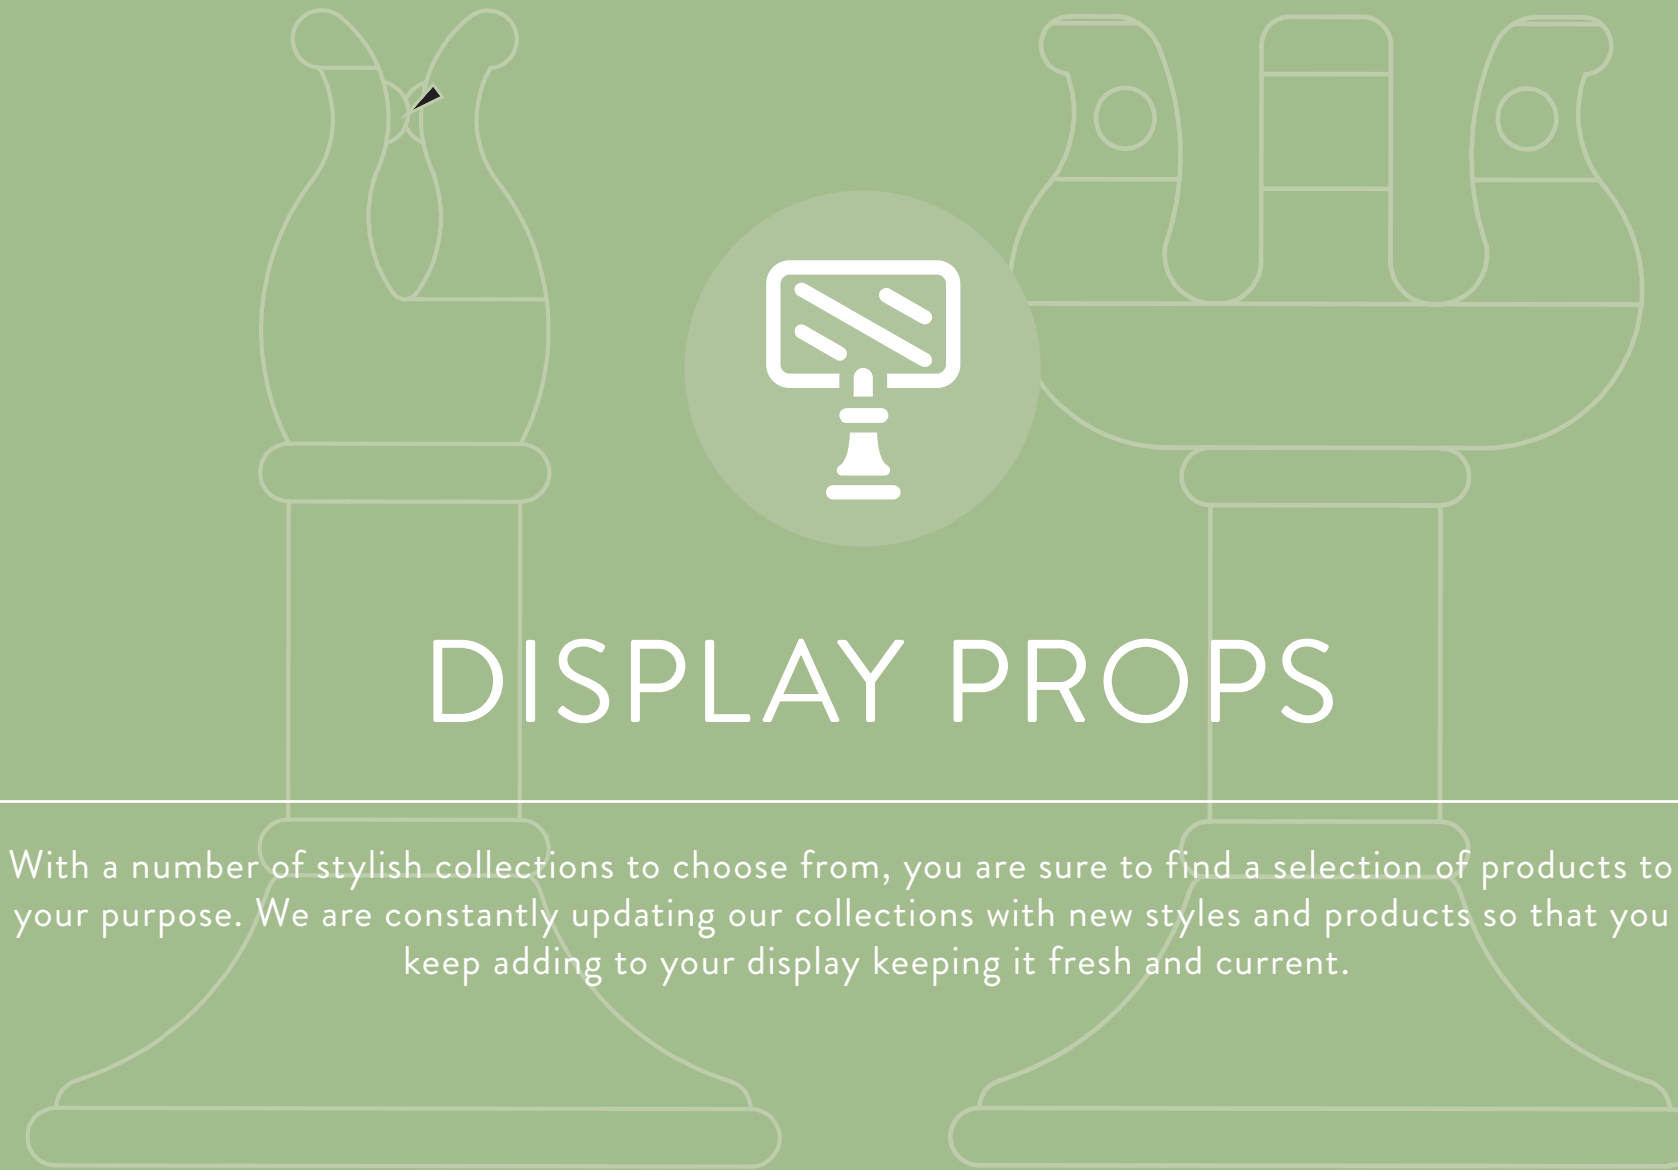 DISPLAY PROPS
With a number of stylish collections to choose from, you are sure to find a selection of products to
your purpose. We are constantly updating our collections with new styles and products so that you
keep adding to your display keeping it fresh and current.